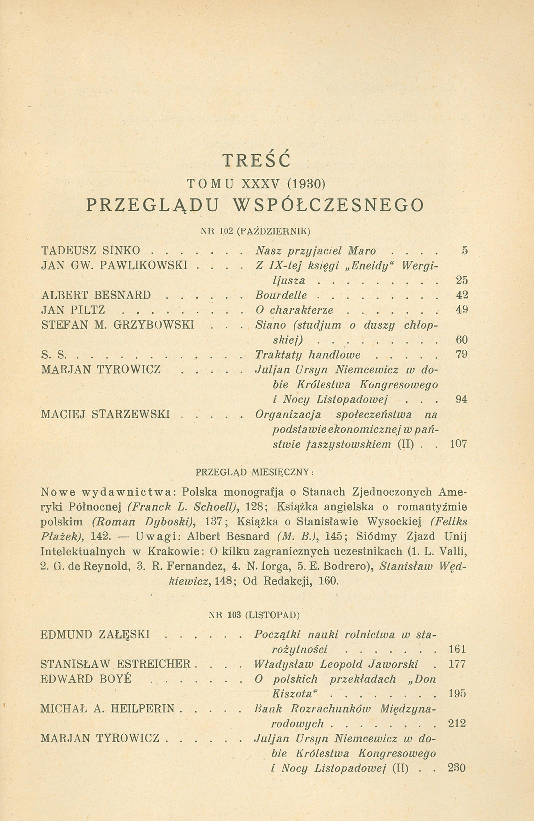 TREŚĆ
TOMU XXXV (1930)
PRZEGLĄDU WSPÓŁCZESNEGO
NR 102 (PAŹDZIERNIK)
TADEUSZ SINKO . . . . . . . Nasz przyjaciel Maro . . . . 5
JAN GW. PAWLIKOWSKI . . . . Z IX-tej księgi „Eneidy“ Wergi-
ljusza . . . . . . . . . 25
ALBERT BESNARD . . . . . . Bourdelle . . . . . . . . . 42
JAN PILTZ . . . . . . . . . O charakterze . . . . . . . 49
STEFAN M. GRZYBOWSKI . . . Siano (studjum o duszy chłop-
skiej) . . . . . . . . . 60
S. S. . . . . . . . . . . . . . Traktaty handlowe . . . . . 79
MARJAN TYROWICZ . . . . . Juljan Ursyn Niemcewicz w do-
bie Królestwa Kongresowego
i Nocy Listopadowej . . . 94
MACIEJ STARZEWSKI . . . . . Organizacja społeczeństwa na
podstawie ekonomicznej w pań-
stwie faszystowskiem (II) . . 107
PRZEGLĄD MIESIĘCZNY:
Nowe wydawnictwa: Polska monografja o Stanach Zjednoczonych Ame-
ryki Północnej (Franck L. Schoell), 128; Książka angielska o romantyźmie
polskim (Roman Dyboski), 137; Książka o Stanisławie Wysockiej (Feliks
Płażek), 142. — Uwagi: Albert Besnard (M. B.), 145; Siódmy Zjazd Unij
Intelektualnych w Krakowie: O kilku zagranicznych uczestnikach (1. L. Valli,
2. G. de Reynold, 3. R. Fernandez, 4. N. Iorga, 5. E. Bodrero), Stanisław Węd-
kiewicz, 148; Od Redakcji, 160.
NR 103 (LISTOPAD)
EDMUND ZAŁĘSKI . . . . . . Początki nauki rolnictwa w sta-
rożytności . . . . . . . 161
STANISŁAW ESTREICHER . . . . Władysław Leopold Jaworski . 177
EDWARD BOYÉ . . . . . . . O polskich przekładach „Don
Kiszota“ . . . . . . . . 195
MICHAŁ A. HEILPERIN . . . . . Bank Rozrachunków Międzyna-
rodowych . . . . . . . . 212
MARJAN TYROWICZ . . . . . . Juljan Ursyn Niemcewicz w do-
bie Królestwa Kongresowego
i Nocy Listopadowej (II) . . 230